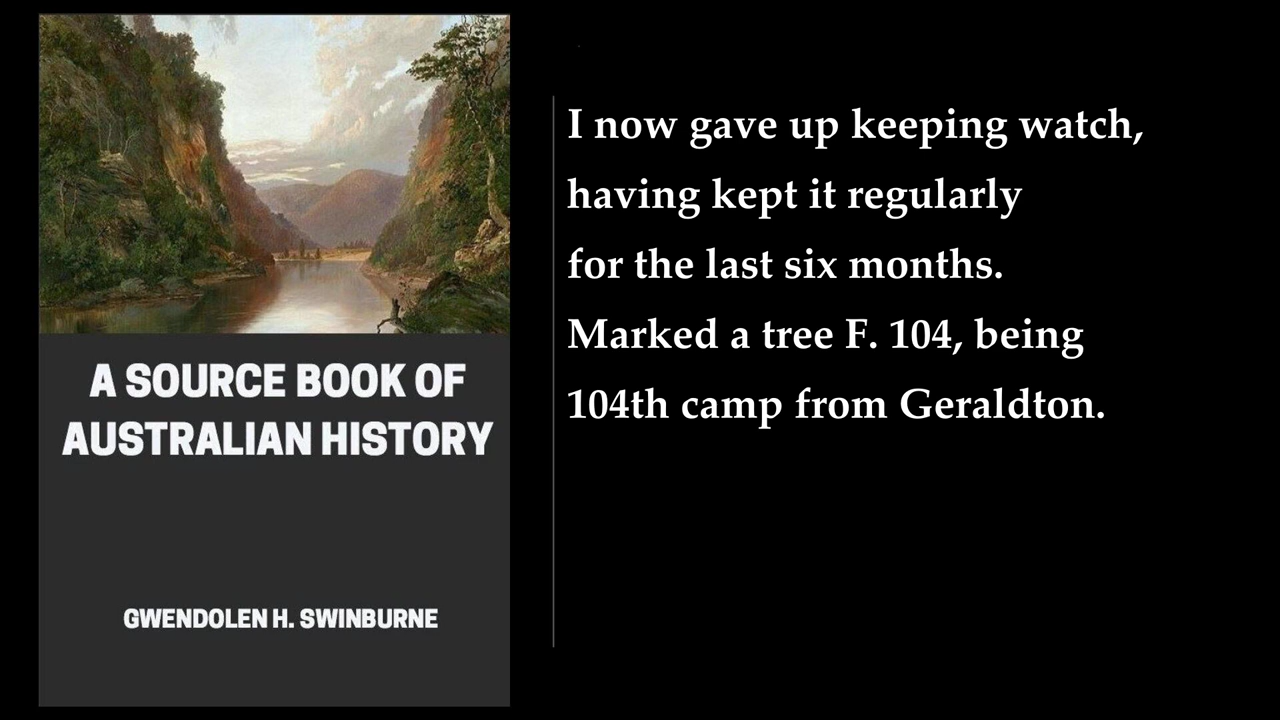 A SOURCE BOOK OF
AUSTRALIAN HISTORY
GWENDOLEN H. SWINBURNE
I now gave up keeping watch,
having kept it regularly
for the last six months.
Marked a tree F. 104, being
104th camp from Geraldton.